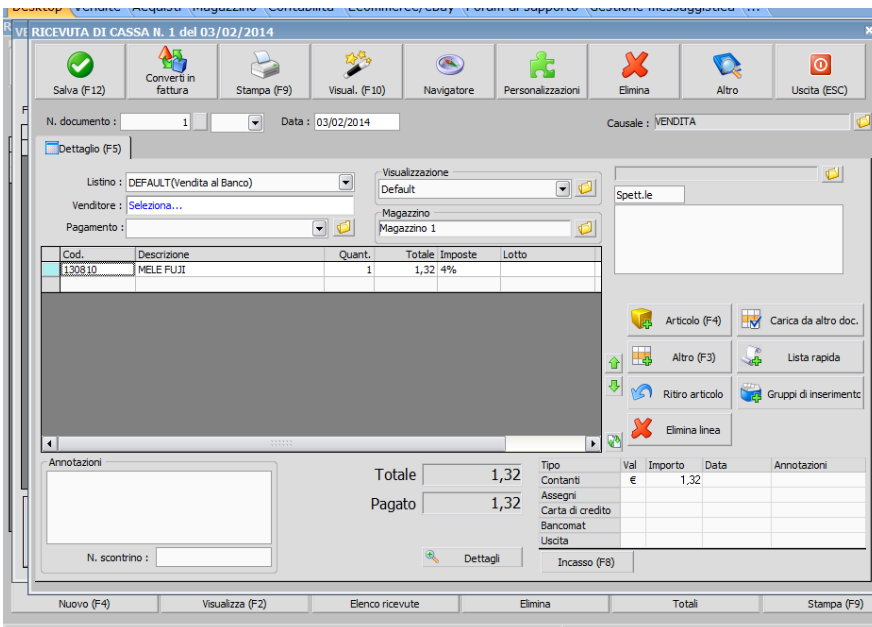 Desktop Vendite Acquisti Magazzino Contabilità Ecommerce/eBay Forum di supporto Gestione messaggistica ...
VE RICEVUTA DI CASSA N. 1 del 03/02/2014
Salva (F12) Converti in fattura Stampa (F9) Visual. (F10) Navigatore Personalizzazioni Elimina Altro Uscita (ESC)
N. documento : 1 Data : 03/02/2014 Causale : VENDITA
Dettaglio (F5)
Listino : DEFAULT(Vendita al Banco) Visualizzazione
Default
Spett.le
Venditore : Seleziona...
Magazzino
Pagamento : Magazzino 1
Cod. Descrizione Quant. Totale Imposte Lotto
130810 MELE FUJI 1 1,32 4%
Articolo (F4) Carica da altro doc.
Altro (F3) Lista rapida
Ritiro articolo Gruppi di inserimento
Elimina linea
Annotazioni
Totale 1,32
Pagato 1,32
Tipo Val Importo Data Annotazioni
Contanti € 1,32
Assegni
Carta di credito
Bancomat
Uscita
N. scontrino : Dettagli Incasso (F8)
Nuovo (F4) Visualizza (F2) Elenco ricevute Elimina Totali Stampa (F9)